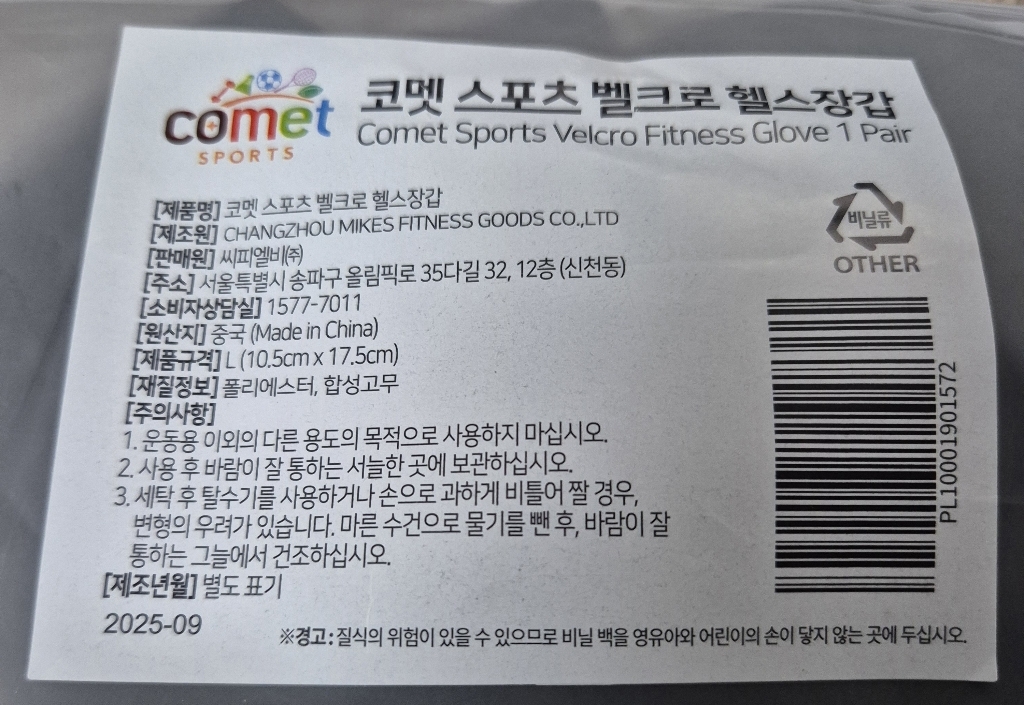 comet
SPORTS
코멧 스포츠 벨크로 헬스장갑
Comet Sports Velcro Fitness Glove 1 Pair
[제품명] 코멧 스포츠 벨크로 헬스장갑
[제조원] CHANGZHOU MIKES FITNESS GOODS CO.,LTD
[판매원] 씨피엘비㈜
[주소] 서울특별시 송파구 올림픽로 35다길 32, 12층 (신천동)
[소비자상담실] 1577-7011
[원산지] 중국 (Made in China)
[제품규격] L (10.5cm x 17.5cm)
[재질정보] 폴리에스터, 합성고무
[주의사항]
1. 운동용 이외의 다른 용도의 목적으로 사용하지 마십시오.
2. 사용 후 바람이 잘 통하는 서늘한 곳에 보관하십시오.
3. 세탁 후 탈수기를 사용하거나 손으로 과하게 비틀어 짤 경우,
변형의 우려가 있습니다. 마른 수건으로 물기를 뺀 후, 바람이 잘
통하는 그늘에서 건조하십시오.
[제조년월] 별도 표기
2025-09
※경고 : 질식의 위험이 있을 수 있으므로 비닐 백을 영유아와 어린이의 손이 닿지 않는 곳에 두십시오.
비닐류
OTHER
PL10001901572